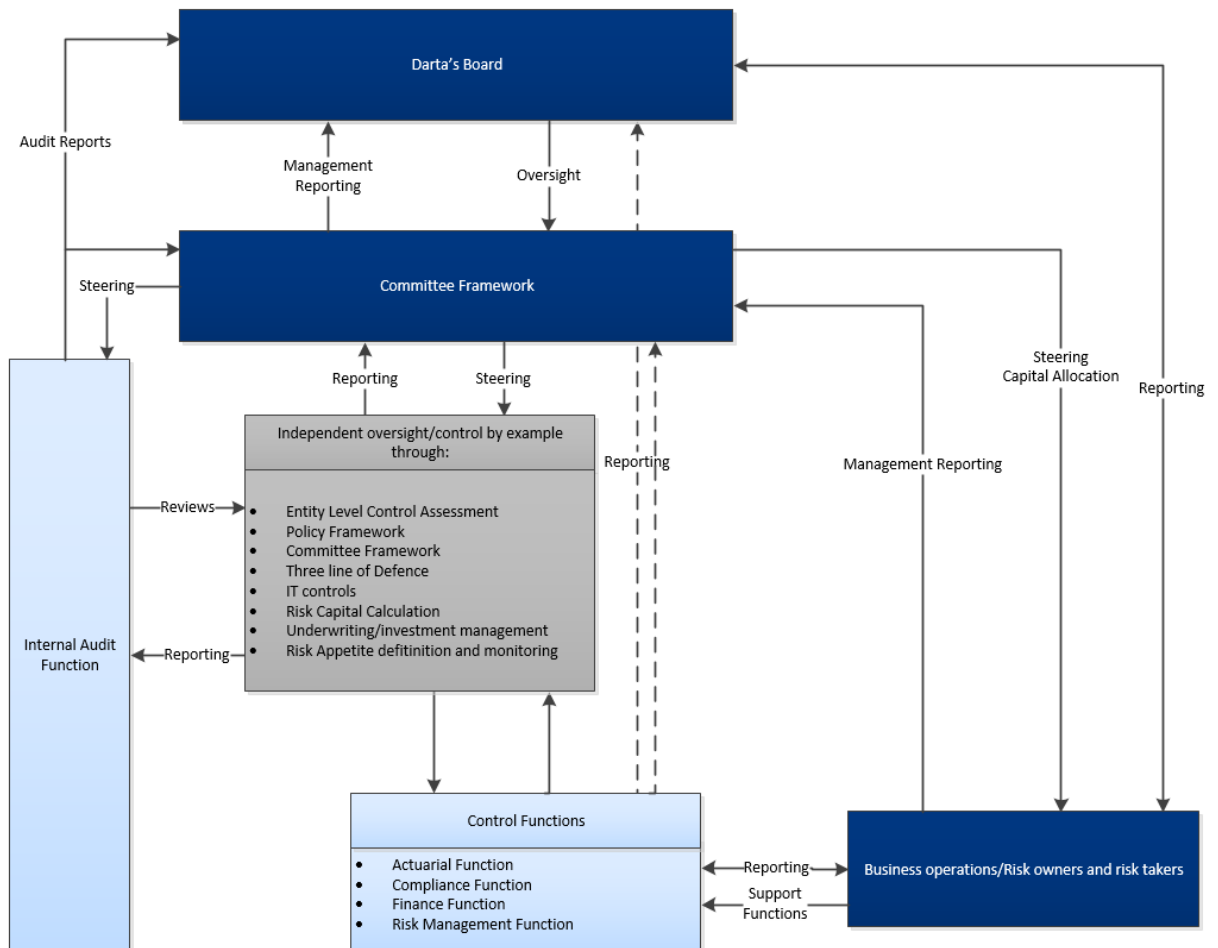 Darta's Board
Audit Reports
Management
Reporting
Oversight
Committee Framework
Steering
Steering
Capital Allocation
Reporting
Reporting
Steering
Independent oversight/control by example
through:
Reporting
Management Reporting
• Entity Level Control Assessment
• Policy Framework
• Committee Framework
• Three line of Defence
• IT controls
• Risk Capital Calculation
• Underwriting/investment management
• Risk Appetite defitinition and monitoring
Reviews
Reporting
Internal Audit
Function
Control Functions
• Actuarial Function
• Compliance Function
• Finance Function
• Risk Management Function
Reporting
Support
Functions
Business operations/Risk owners and risk takers